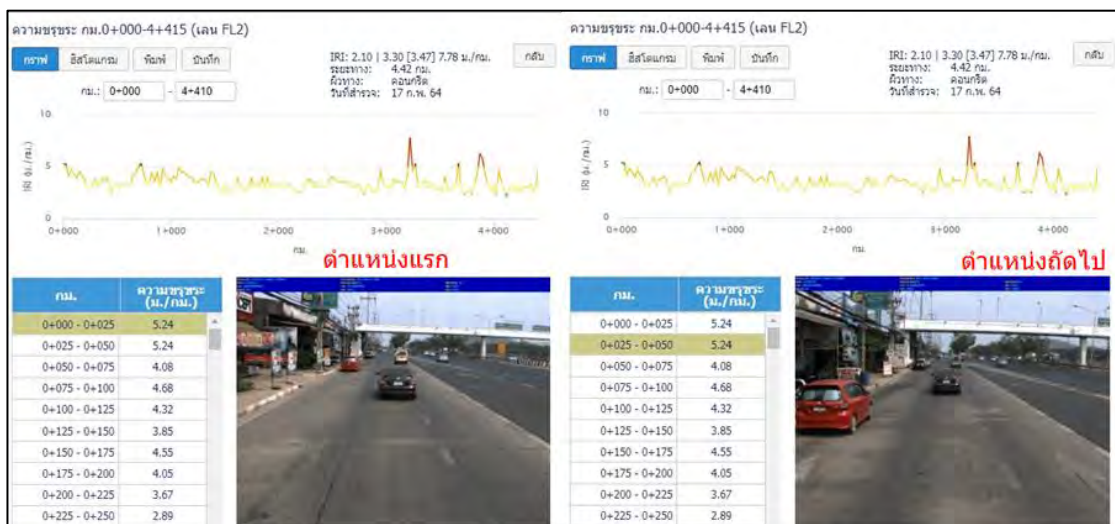 ความขรุขระ กม.0+000-4+415 (เลน FL2)
กราฟ ฮิสโตแกรม พิมพ์ บันทึก
IRI: 2.10 | 3.30 [3.47] 7.78 ม./กม.
ระยะทาง: 4.42 กม.
ผิวทาง: คอนกรีต
วันที่สำรวจ: 17 ก.พ. 64
กลับ
กม.: 0+000 - 4+410
10
5
0
IRI (ม./กม.)
0+000 1+000 2+000 3+000 4+000
กม.
ตำแหน่งแรก
กม. ความขรุขระ (ม./กม.)
0+000 - 0+025 5.24
0+025 - 0+050 5.24
0+050 - 0+075 4.08
0+075 - 0+100 4.68
0+100 - 0+125 4.32
0+125 - 0+150 3.85
0+150 - 0+175 4.55
0+175 - 0+200 4.05
0+200 - 0+225 3.67
0+225 - 0+250 2.89
ความขรุขระ กม.0+000-4+415 (เลน FL2)
กราฟ ฮิสโตแกรม พิมพ์ บันทึก
IRI: 2.10 | 3.30 [3.47] 7.78 ม./กม.
ระยะทาง: 4.42 กม.
ผิวทาง: คอนกรีต
วันที่สำรวจ: 17 ก.พ. 64
กลับ
กม.: 0+000 - 4+410
10
5
0
IRI (ม./กม.)
0+000 1+000 2+000 3+000 4+000
กม.
ตำแหน่งถัดไป
กม. ความขรุขระ (ม./กม.)
0+000 - 0+025 5.24
0+025 - 0+050 5.24
0+050 - 0+075 4.08
0+075 - 0+100 4.68
0+100 - 0+125 4.32
0+125 - 0+150 3.85
0+150 - 0+175 4.55
0+175 - 0+200 4.05
0+200 - 0+225 3.67
0+225 - 0+250 2.89